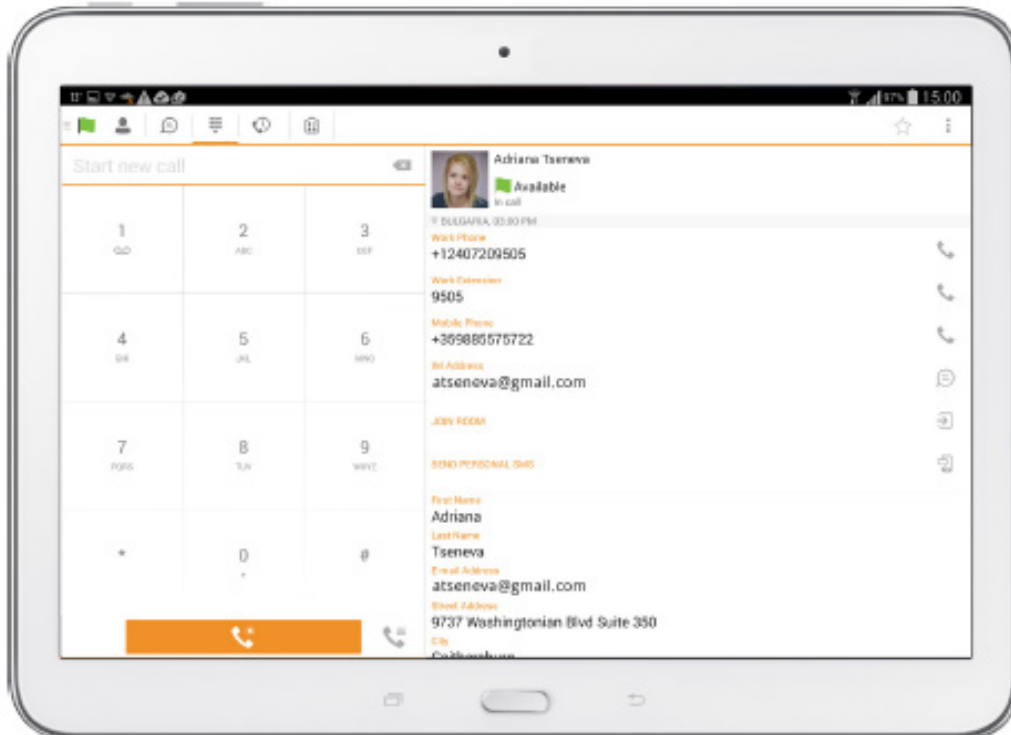 97% 15:00
Start new call
Adriana Tseneva
Available
In call
BULGARIA, 03:00 PM
Work Phone
+12407209505
Work Extension
9505
Mobile Phone
+359885575722
IM Address
atseneva@gmail.com
JOIN ROOM
SEND PERSONAL SMS
First Name
Adriana
Last Name
Tseneva
E-mail Address
atseneva@gmail.com
Street Address
9737 Washingtonian Blvd Suite 350
City
1 2 3
ABC DEF
4 5 6
GHI JKL MNO
7 8 9
PQRS TUV WXYZ
* 0 #
+